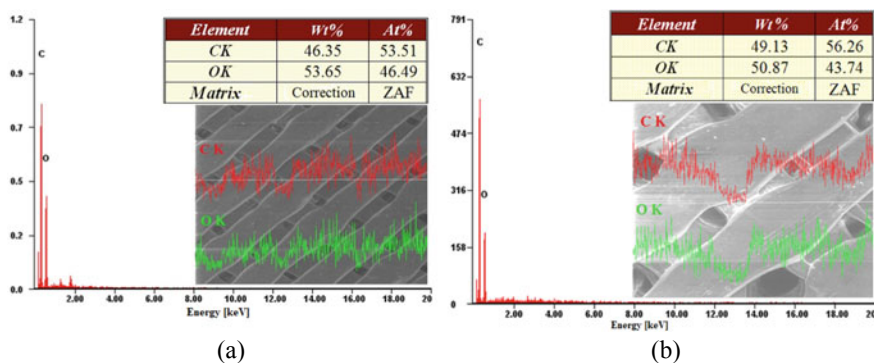 Element Wt% At%
CK 46.35 53.51
OK 53.65 46.49
Matrix Correction ZAF
1.2
0.9
0.7
0.5
0.2
0.0
C
O
C K
O K
2.00 4.00 6.00 8.00 10.00 12.00 14.00 16.00 18.00 20
Energy [keV]
(a)
Element Wt% At%
CK 49.13 56.26
OK 50.87 43.74
Matrix Correction ZAF
791
632
474
316
158
0
C
O
C K
O K
2.00 4.00 6.00 8.00 10.00 12.00 14.00 16.00 18.00 20.
Energy [keV]
(b)